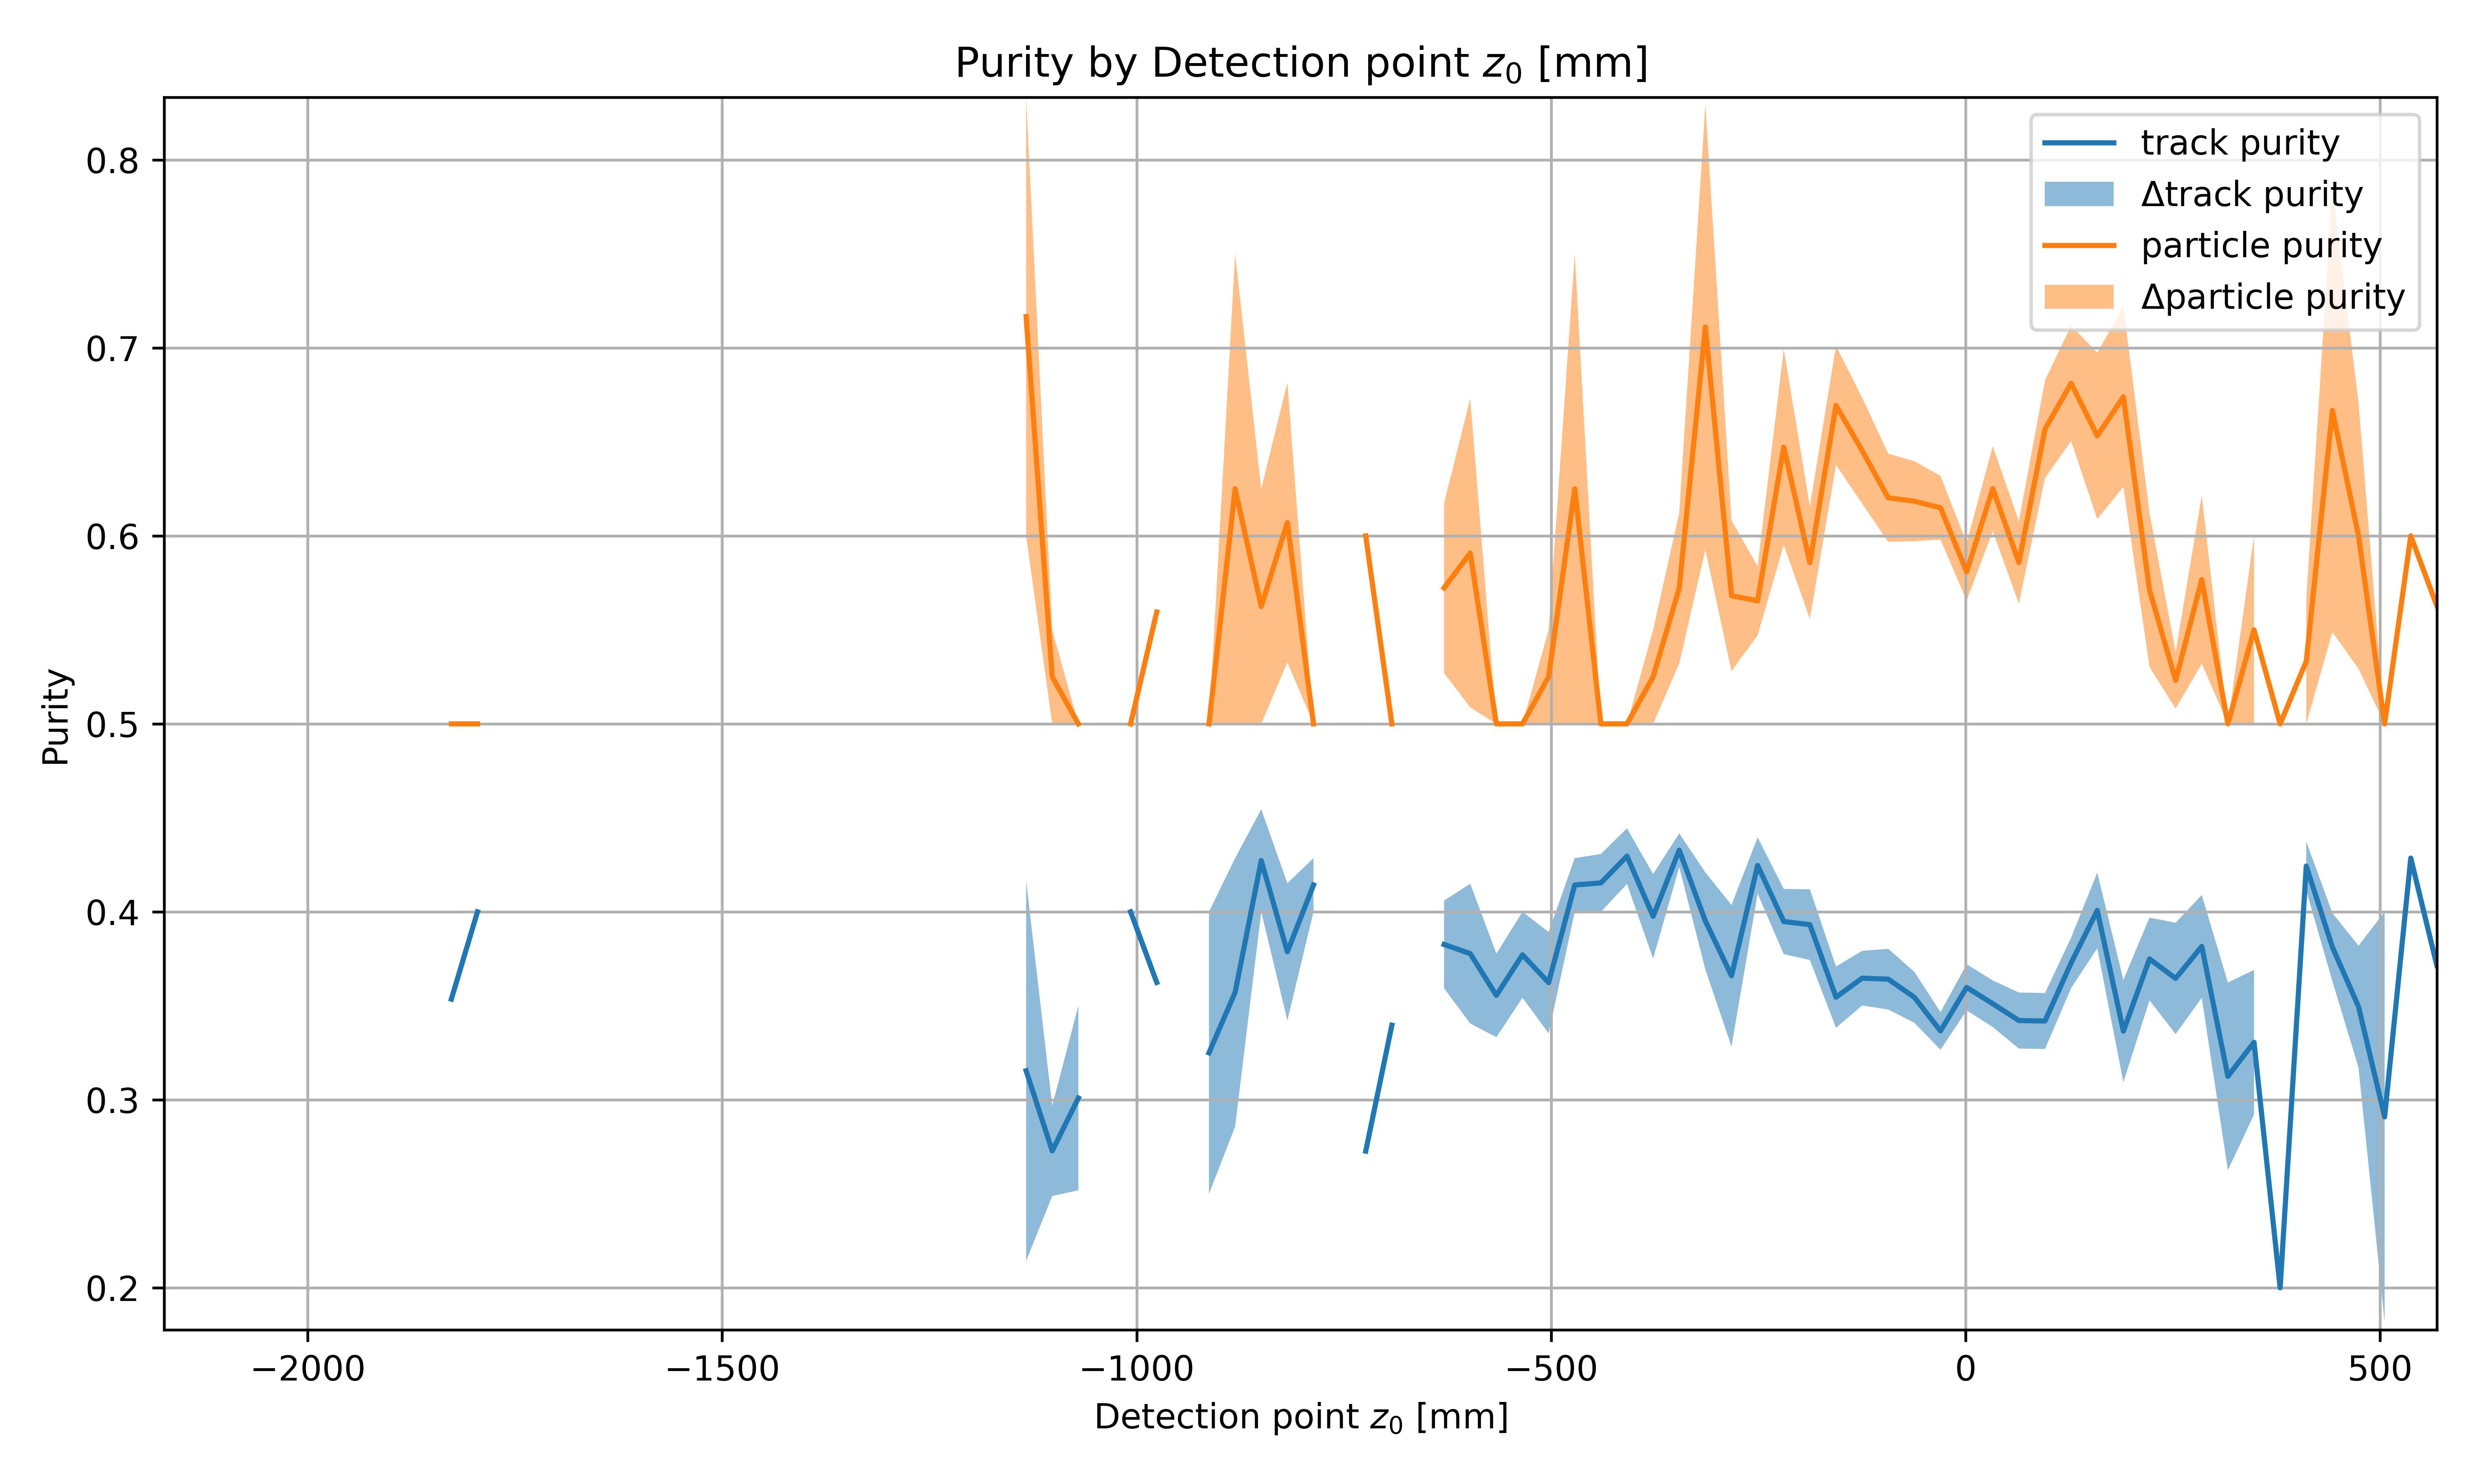 Purity by Detection point z₀ [mm]
track purity
Δtrack purity
particle purity
Δparticle purity
Purity
0.8
0.7
0.6
0.5
0.4
0.3
0.2
−2000 −1500 −1000 −500 0 500
Detection point z₀ [mm]